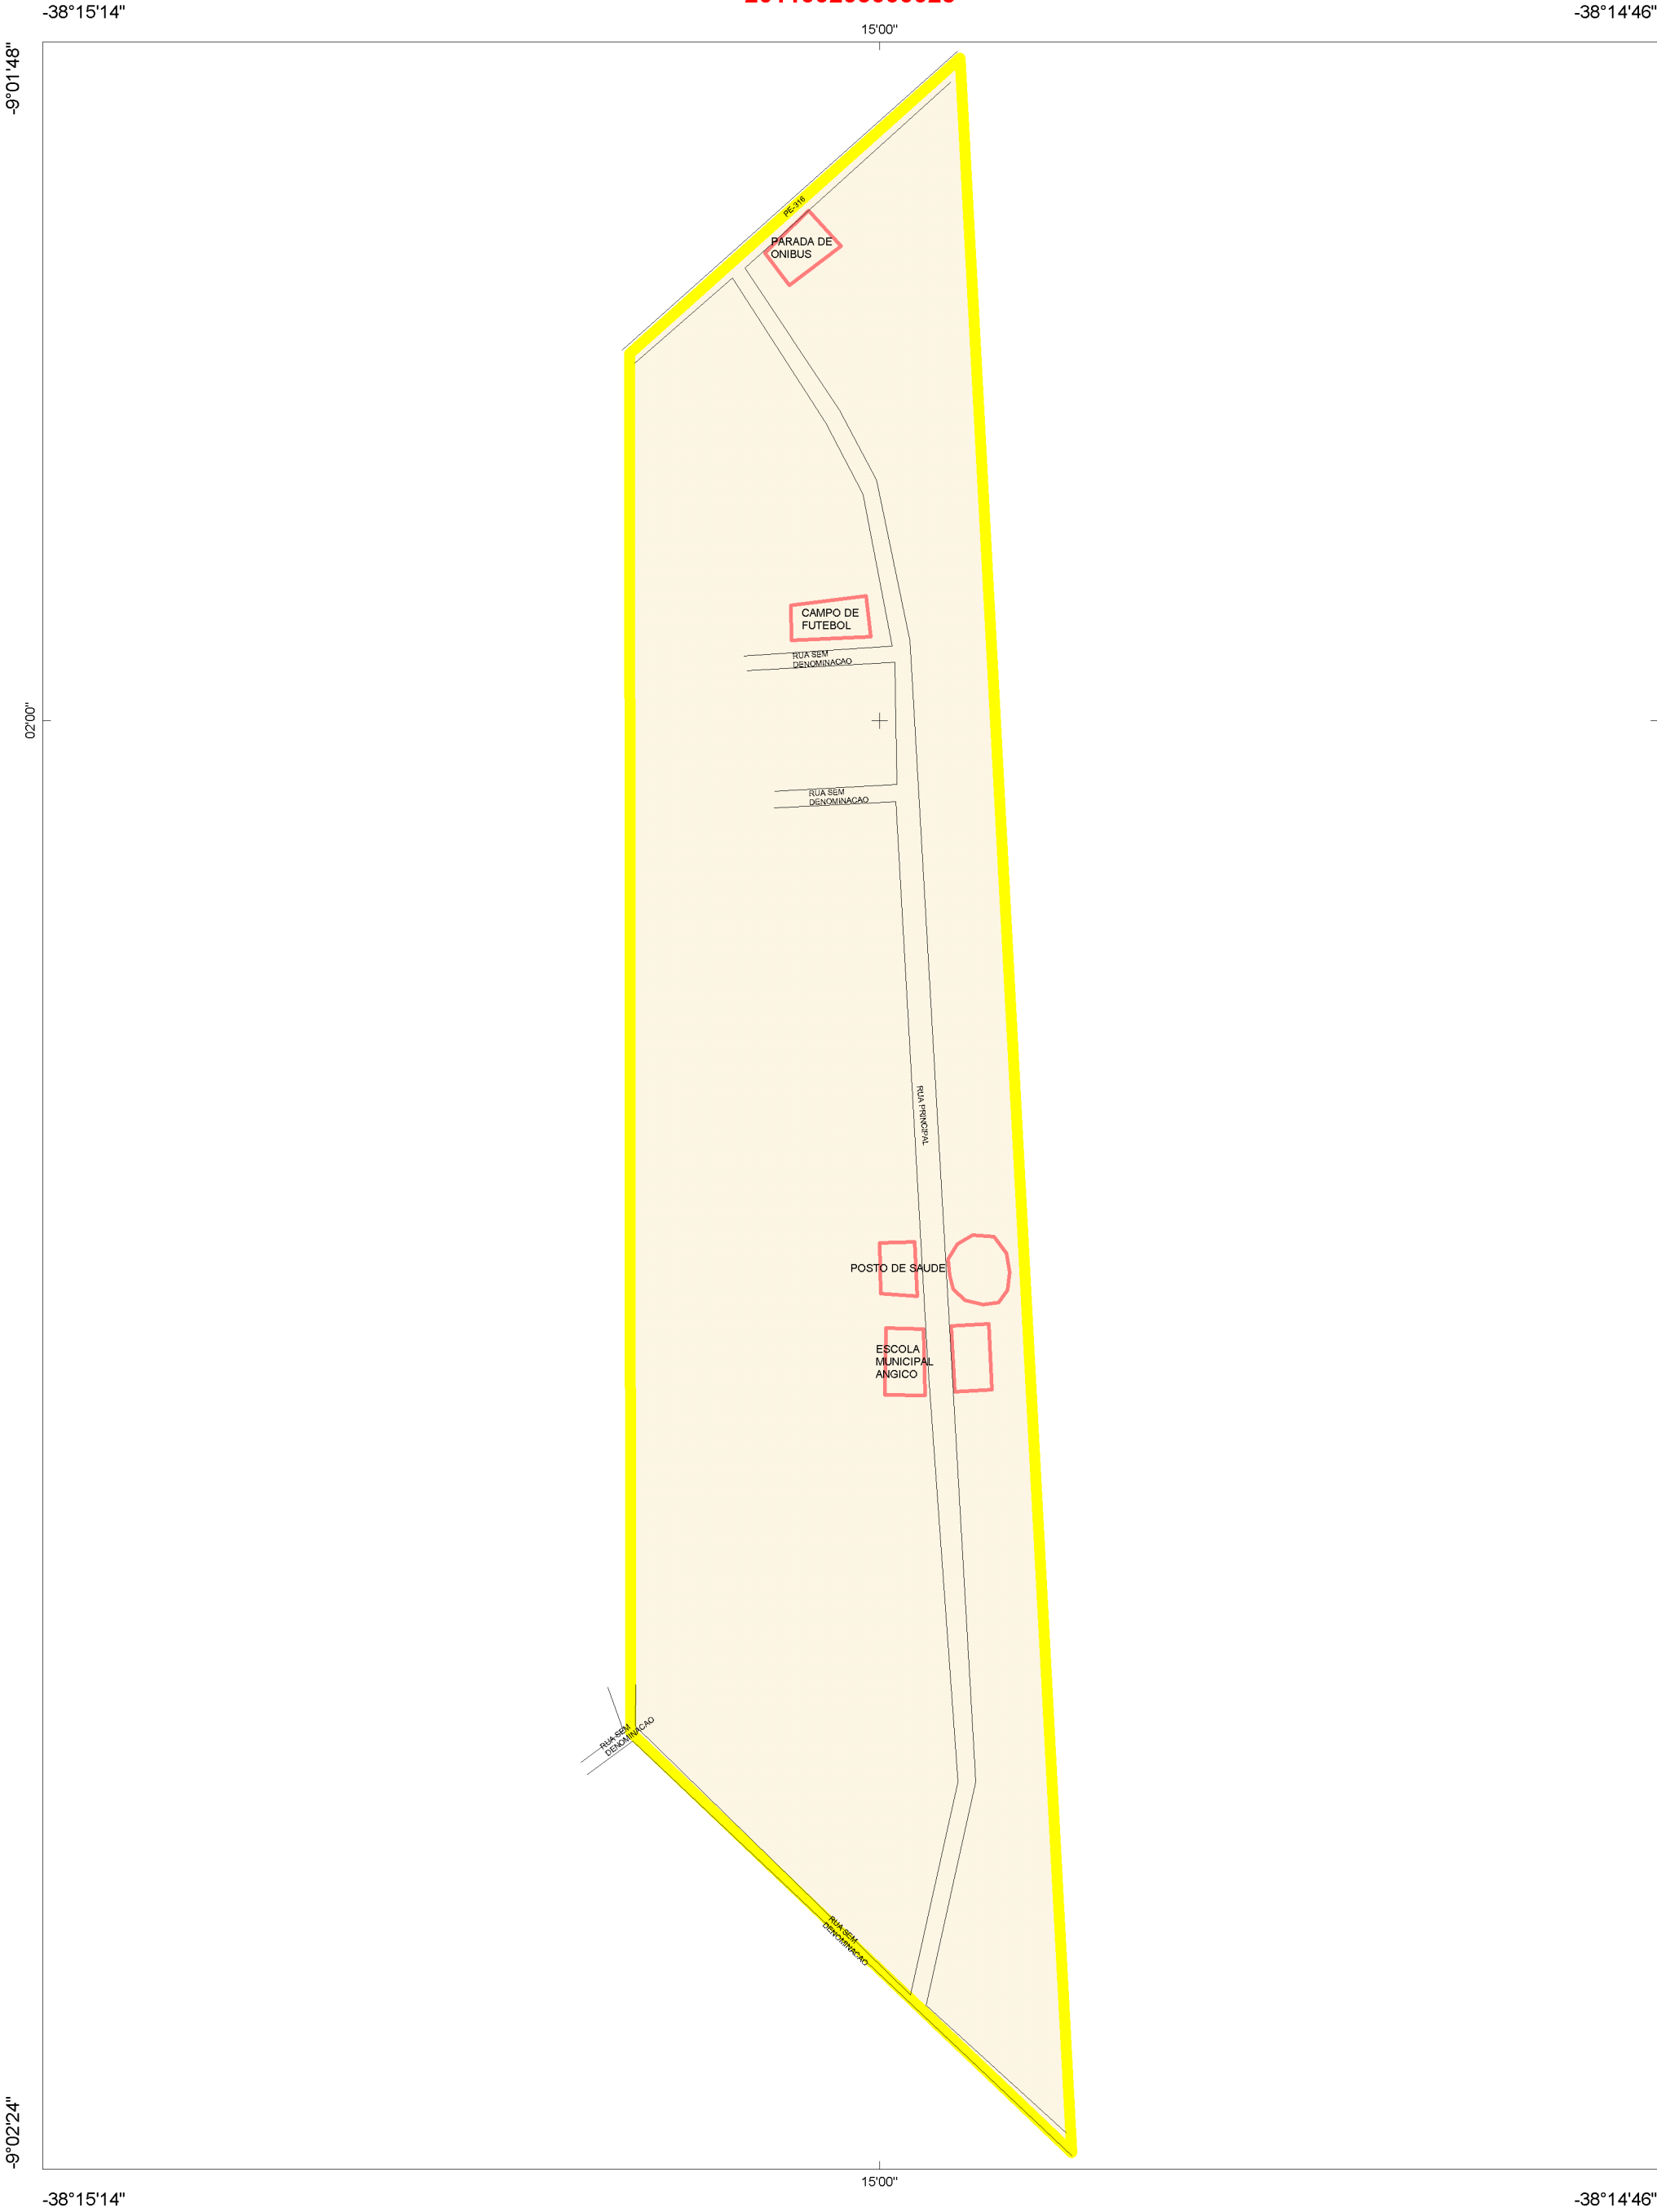 -38°15'14"
-38°14'46"
15'00"
-9°01'48"
PE-316
PARADA DE
ONIBUS
CAMPO DE
FUTEBOL
RUA SEM
DENOMINACAO
02'00"
RUA SEM
DENOMINACAO
RUA PRINCIPAL
POSTO DE SAUDE
ESCOLA
MUNICIPAL
ANGICO
RUA SEM
DENOMINACAO
RUA SEM
DENOMINACAO
-9°02'24"
15'00"
-38°15'14"
-38°14'46"